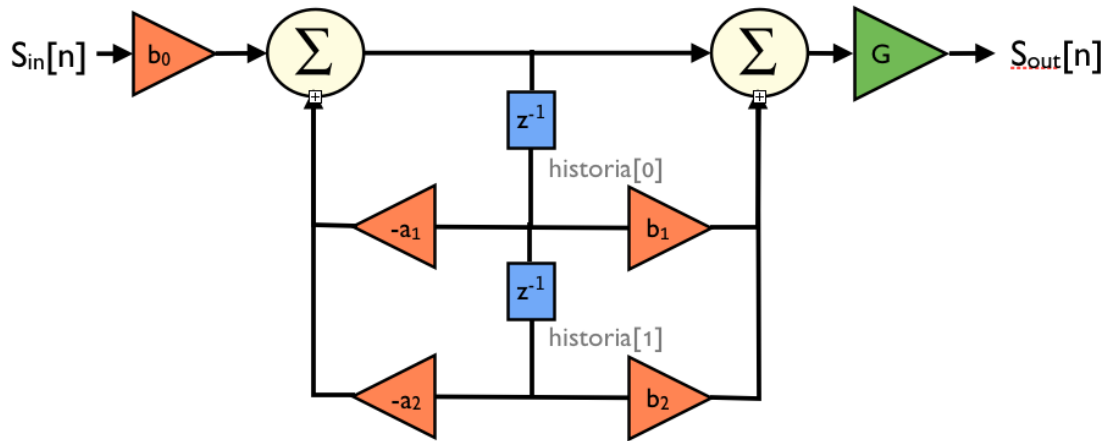 Sin[n]
b0
Σ
Σ
G
Sout[n]
z-1
historia[0]
-a1
b1
z-1
historia[1]
-a2
b2